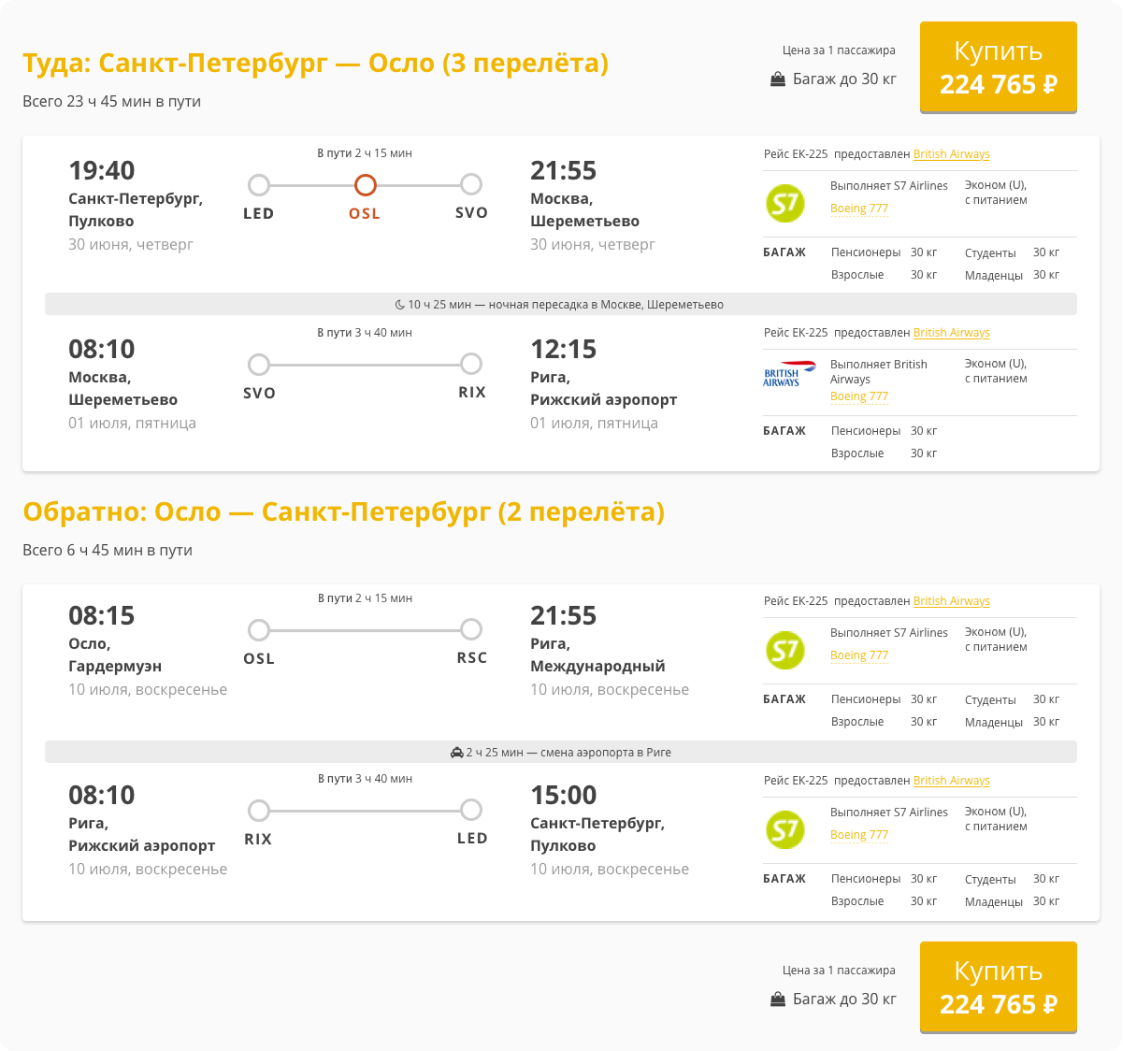 Туда: Санкт-Петербург — Осло (3 перелёта)
Всего 23 ч 45 мин в пути
Цена за 1 пассажира
Багаж до 30 кг
Купить
224 765 ₽
19:40
Санкт-Петербург,
Пулково
30 июня, четверг
В пути 2 ч 15 мин
LED OSL SVO
21:55
Москва,
Шереметьево
30 июня, четверг
Рейс EK-225 предоставлен British Airways
S7
Выполняет S7 Airlines
Boeing 777
Эконом (U),
с питанием
БАГАЖ Пенсионеры 30 кг Студенты 30 кг
Взрослые 30 кг Младенцы 30 кг
10 ч 25 мин — ночная пересадка в Москве, Шереметьево
08:10
Москва,
Шереметьево
01 июля, пятница
В пути 3 ч 40 мин
SVO RIX
12:15
Рига,
Рижский аэропорт
01 июля, пятница
Рейс EK-225 предоставлен British Airways
BRITISH
AIRWAYS
Выполняет British
Airways
Boeing 777
Эконом (U),
с питанием
БАГАЖ Пенсионеры 30 кг
Взрослые 30 кг
Обратно: Осло — Санкт-Петербург (2 перелёта)
Всего 6 ч 45 мин в пути
08:15
Осло,
Гардермуэн
10 июля, воскресенье
В пути 2 ч 15 мин
OSL RSC
21:55
Рига,
Международный
10 июля, воскресенье
Рейс EK-225 предоставлен British Airways
S7
Выполняет S7 Airlines
Boeing 777
Эконом (U),
с питанием
БАГАЖ Пенсионеры 30 кг Студенты 30 кг
Взрослые 30 кг Младенцы 30 кг
2 ч 25 мин — смена аэропорта в Риге
08:10
Рига,
Рижский аэропорт
10 июля, воскресенье
В пути 3 ч 40 мин
RIX LED
15:00
Санкт-Петербург,
Пулково
10 июля, воскресенье
Рейс EK-225 предоставлен British Airways
S7
Выполняет S7 Airlines
Boeing 777
Эконом (U),
с питанием
БАГАЖ Пенсионеры 30 кг Студенты 30 кг
Взрослые 30 кг Младенцы 30 кг
Цена за 1 пассажира
Багаж до 30 кг
Купить
224 765 ₽